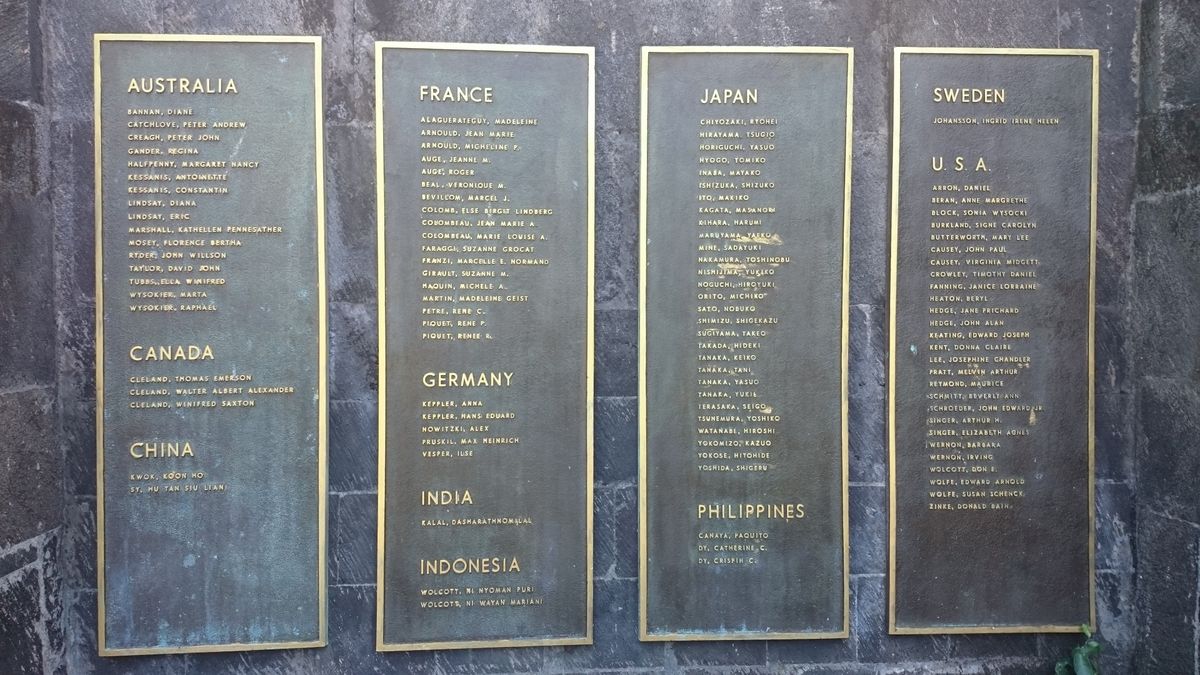 AUSTRALIA
BANNAN, DIANE
CATCHLOVE, PETER ANDREW
CREAGH, PETER JOHN
GANDER, REGINA
HALFPENNY, MARGARET NANCY
KESSANIS, ANTOINETTE
KESSANIS, CONSTANTIN
LINDSAY, DIANA
LINDSAY, ERIC
MARSHALL, KATHELLEN PENNEFATHER
MOSEY, FLORENCE BERTHA
RYDER, JOHN WILLSON
TAYLOR, DAVID JOHN
TUBBS, ELLA WINIFRED
WYSOKIER, MARTA
WYSOKIER, RAPHAEL
CANADA
CLELAND, THOMAS EMERSON
CLELAND, WALTER ALBERT ALEXANDER
CLELAND, WINIFRED SAXTON
CHINA
KWOK, KOON HO
SY, HU TAN SIU LIANI
FRANCE
ALAGUERATEGUY, MADELEINE
ARNOULD, JEAN MARIE
ARNOULD, MICHELINE P.
AUGE, JEANNE M.
AUGE, ROGER
BEAL, VERONIQUE M.
BEVILLOM, MARCEL J.
COLOMB, ELSE BIRGIT LINDBERG
COLOMBEAU, JEAN MARIE A.
COLOMBEAU, MARIE LOUISE A.
FARAGGI, SUZANNE GROCAT
FRANZI, MARCELLE E. NORMAND
GIRAULT, SUZANNE M.
MAQUIN, MICHELE A.
MARTIN, MADELEINE GEIST
PETRE, RENE C.
PIQUET, RENE P.
PIQUET, RENEE R.
GERMANY
KEPPLER, ANNA
KEPPLER, HANS EDUARD
NOWITZKI, ALEX
PRUSKIL, MAX HEINRICH
VESPER, ILSE
INDIA
KALAL, DASHARATHNOMALAL
INDONESIA
WOLCOTT, NI NYOMAN PURI
WOLCOTT, NI WAYAN MARIANI
JAPAN
CHIYOZAKI, RYOHEI
HIRAYAMA, TSUGIO
HORIGUCHI, YASUO
HYOGO, TOMIKO
INABA, MAYAKO
ISHIZUKA, SHIZUKO
ITO, MAKIKO
KAGATA, MASANORI
KIHARA, HARUMI
MARUYAMA, TAEKO
MINE, SADAYUKI
NAKAMURA, TOSHINOBU
NISHIJIMA, YUKIKO
NOGUCHI, HIROYUKI
ORITO, MICHIKO
SATO, NOBUKO
SHIMIZU, SHIGEKAZU
SUGIYAMA, TAKEO
TAKADA, HIDEKI
TANAKA, KEIKO
TANAKA, TANI
TANAKA, YASUO
TANAKA, YUKIE
TERASAKA, SEIGO
TSUNEMURA, YOSHIKO
WATANABE, HIROSHI
YOKOMIZO, KAZUO
YOKOSE, HIYOHIDE
YOSHIDA, SHIGERU
PHILIPPINES
CANAYA, PAQUITO
DY, CATHERINE C.
DY, CRISPIN C.
SWEDEN
JOHANSSON, INGRID IRENE HELEN
U. S. A.
ARRON, DANIEL
BERAN, ANNE MARGRETHE
BLOCK, SONIA WYSOCKI
BURKLAND, SIGNE CAROLYN
BUTTERWORTH, MARY LEE
CAUSEY, JOHN PAUL
CAUSEY, VIRGINIA MIDGETT
CROWLEY, TIMOTHY DANIEL
FANNING, JANICE LORRAINE
HEATON, BERYL
HEDGE, JANE PRICHARD
HEDGE, JOHN ALAN
KEATING, EDWARD JOSEPH
KENT, DONNA CLAIRE
LEE, JOSEPHINE CHANDLER
PRATT, MELVIN ARTHUR
REYMOND, MAURICE
SCHMITT, BEVERLY ANN
SCHROEDER, JOHN EDWARD JR.
SINGER, ARTHUR H.
SINGER, ELIZABETH AGNES
WERNON, BARBARA
WERNON, IRVING
WOLCOTT, DON E.
WOLFE, EDWARD ARNOLD
WOLFE, SUSAN SCHENCK
ZINKE, DONALD BAIN